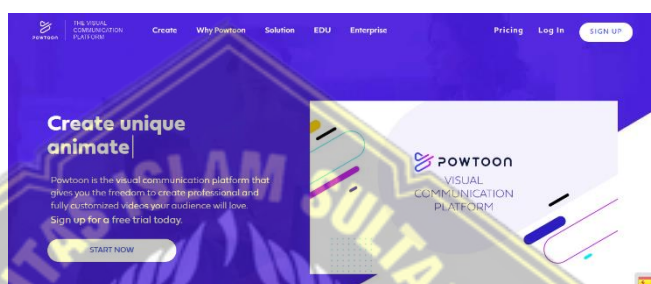 POWTOON
THE VISUAL
COMMUNICATION
PLATFORM
Create Why Powtoon Solution EDU Enterprise Pricing Log In SIGN UP
Create unique
animate
Powtoon is the visual communication platform that
gives you the freedom to create professional and
fully customized videos your audience will love.
Sign up for a free trial today.
START NOW
POWTOON
VISUAL
COMMUNICATION
PLATFORM
ISLAM SULTA